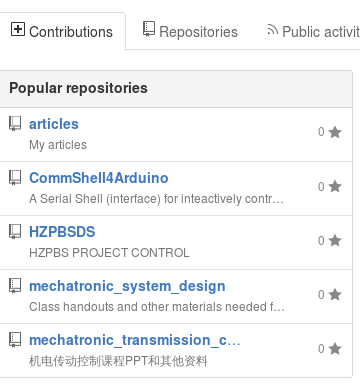 Contributions Repositories Public activit
Popular repositories
articles 0
My articles
CommShell4Arduino 0
A Serial Shell (interface) for inteactively contr…
HZPBSDS 0
HZPBS PROJECT CONTROL
mechatronic_system_design 0
Class handouts and other materials needed f…
mechatronic_transmission_c… 0
机电传动控制课程PPT和其他资料